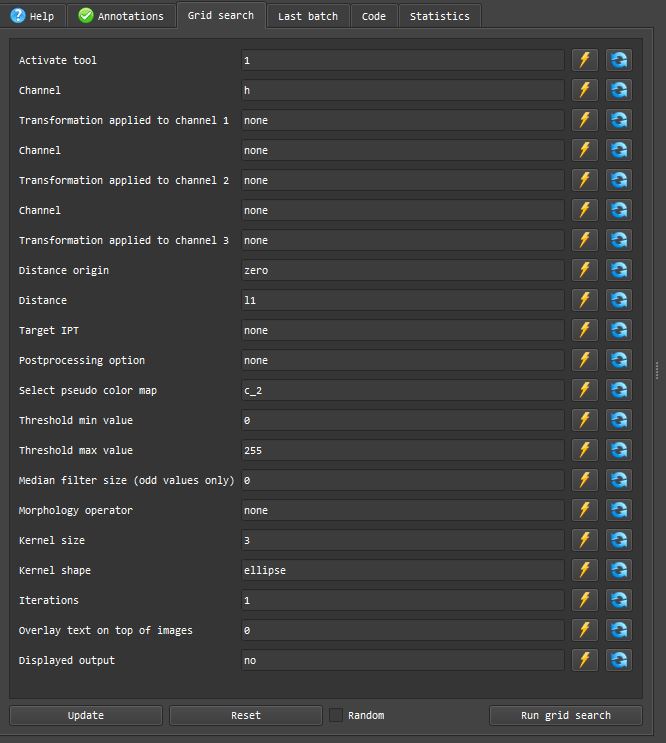 Help Annotations Grid search Last batch Code Statistics
Activate tool 1
Channel h
Transformation applied to channel 1 none
Channel none
Transformation applied to channel 2 none
Channel none
Transformation applied to channel 3 none
Distance origin zero
Distance l1
Target IPT none
Postprocessing option none
Select pseudo color map c_2
Threshold min value 0
Threshold max value 255
Median filter size (odd values only) 0
Morphology operator none
Kernel size 3
Kernel shape ellipse
Iterations 1
Overlay text on top of images 0
Displayed output no
Update Reset Random Run grid search